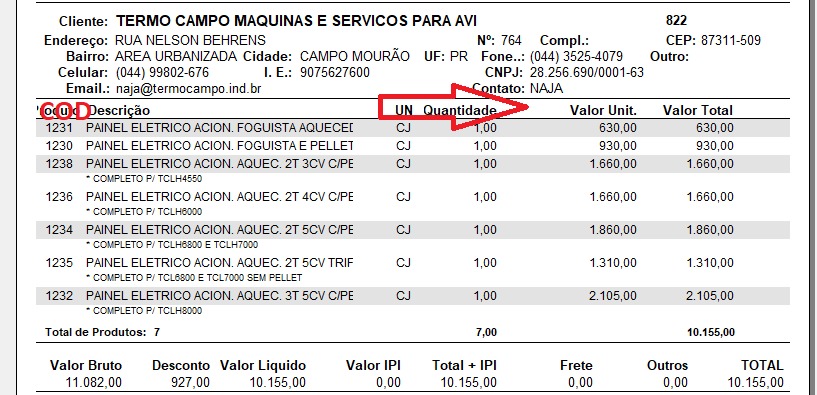 Cliente: TERMO CAMPO MAQUINAS E SERVICOS PARA AVI 822
Endereço: RUA NELSON BEHRENS Nº: 764 Compl.: CEP: 87311-509
Bairro: AREA URBANIZADA Cidade: CAMPO MOURÃO UF: PR Fone..: (044) 3525-4079 Outro:
Celular: (044) 99802-676 I. E.: 9075627600 CNPJ: 28.256.690/0001-63
Email.: naja@termocampo.ind.br Contato: NAJA
COD Descrição UN Quantidade Valor Unit. Valor Total
1231 PAINEL ELETRICO ACION. FOGUISTA AQUECEI CJ 1,00 630,00 630,00
1230 PAINEL ELETRICO ACION. FOGUISTA E PELLET CJ 1,00 930,00 930,00
1238 PAINEL ELETRICO ACION. AQUEC. 2T 3CV C/PE CJ 1,00 1.660,00 1.660,00
* COMPLETO P/ TCLH4550
1236 PAINEL ELETRICO ACION. AQUEC. 2T 4CV C/PE CJ 1,00 1.660,00 1.660,00
* COMPLETO P/ TCLH6000
1234 PAINEL ELETRICO ACION. AQUEC. 2T 5CV C/PE CJ 1,00 1.860,00 1.860,00
* COMPLETO P/ TCLH6800 E TCLH7000
1235 PAINEL ELETRICO ACION. AQUEC. 2T 5CV TRIF CJ 1,00 1.310,00 1.310,00
* COMPLETO P/ TCL6800 E TCL7000 SEM PELLET
1232 PAINEL ELETRICO ACION. AQUEC. 3T 5CV C/PE CJ 1,00 2.105,00 2.105,00
* COMPLETO P/ TCLH8000
Total de Produtos: 7 7,00 10.155,00
Valor Bruto Desconto Valor Liquido Valor IPI Total + IPI Frete Outros TOTAL
11.082,00 927,00 10.155,00 0,00 10.155,00 0,00 0,00 10.155,00